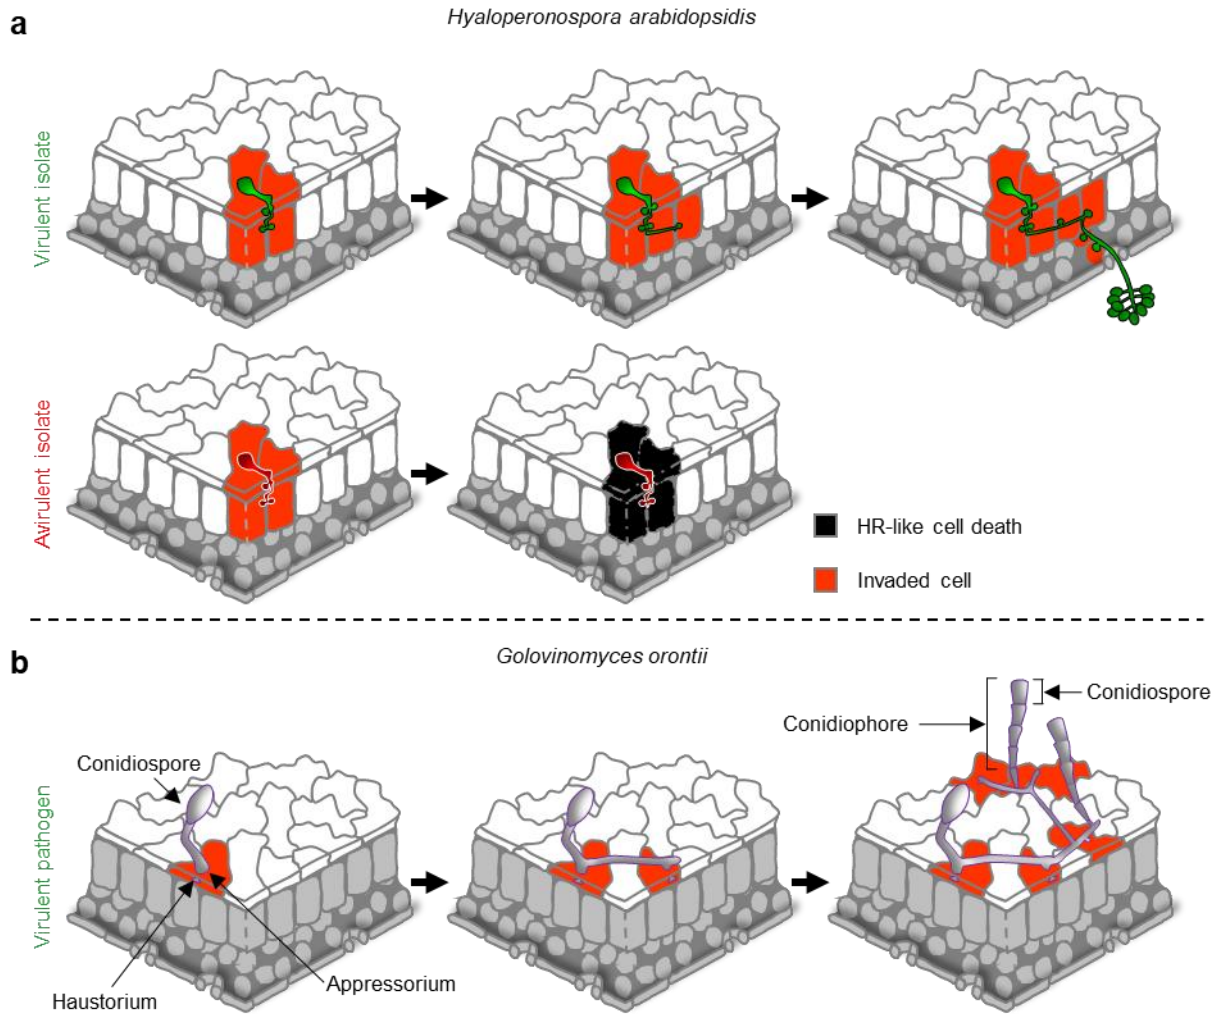 a
Hyaloperonospora arabidopsidis
Virulent isolate
Avirulent isolate
HR-like cell death
Invaded cell
b
Golovinomyces orontii
Virulent pathogen
Conidiospore
Haustorium
Appressorium
Conidiophore
Conidiospore